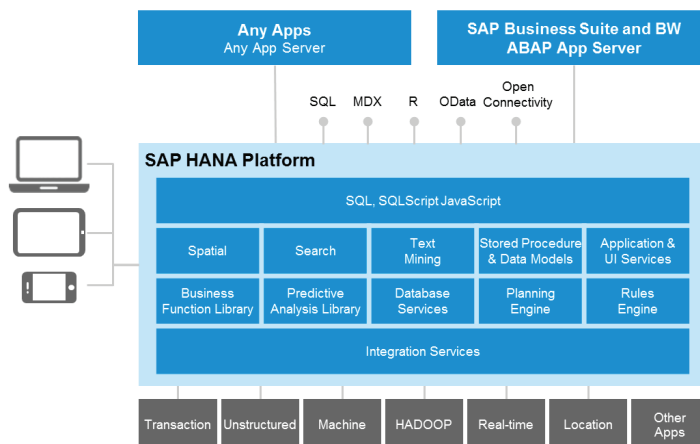 Any Apps
Any App Server
SAP Business Suite and BW
ABAP App Server
SQL
MDX
R
OData
Open
Connectivity
SAP HANA Platform
SQL, SQLScript JavaScript
Spatial
Search
Text
Mining
Stored Procedure
& Data Models
Application &
UI Services
Business
Function Library
Predictive
Analysis Library
Database
Services
Planning
Engine
Rules
Engine
Integration Services
Transaction
Unstructured
Machine
HADOOP
Real-time
Location
Other
Apps